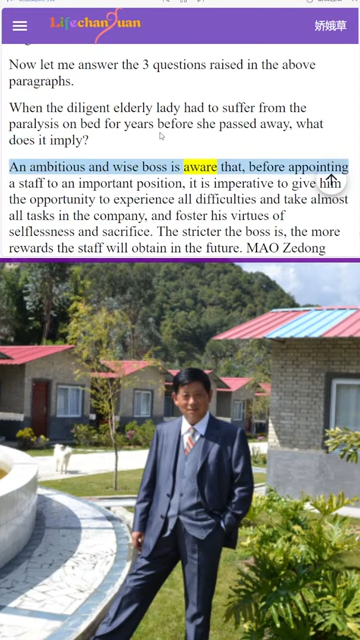 Lifechanyuan
娇娥草
Now let me answer the 3 questions raised in the above
paragraphs.
When the diligent elderly lady had to suffer from the
paralysis on bed for years before she passed away, what
does it imply?
An ambitious and wise boss is aware that, before appointing
a staff to an important position, it is imperative to give him
the opportunity to experience all difficulties and take almost
all tasks in the company, and foster his virtues of
selflessness and sacrifice. The stricter the boss is, the more
rewards the staff will obtain in the future. MAO Zedong